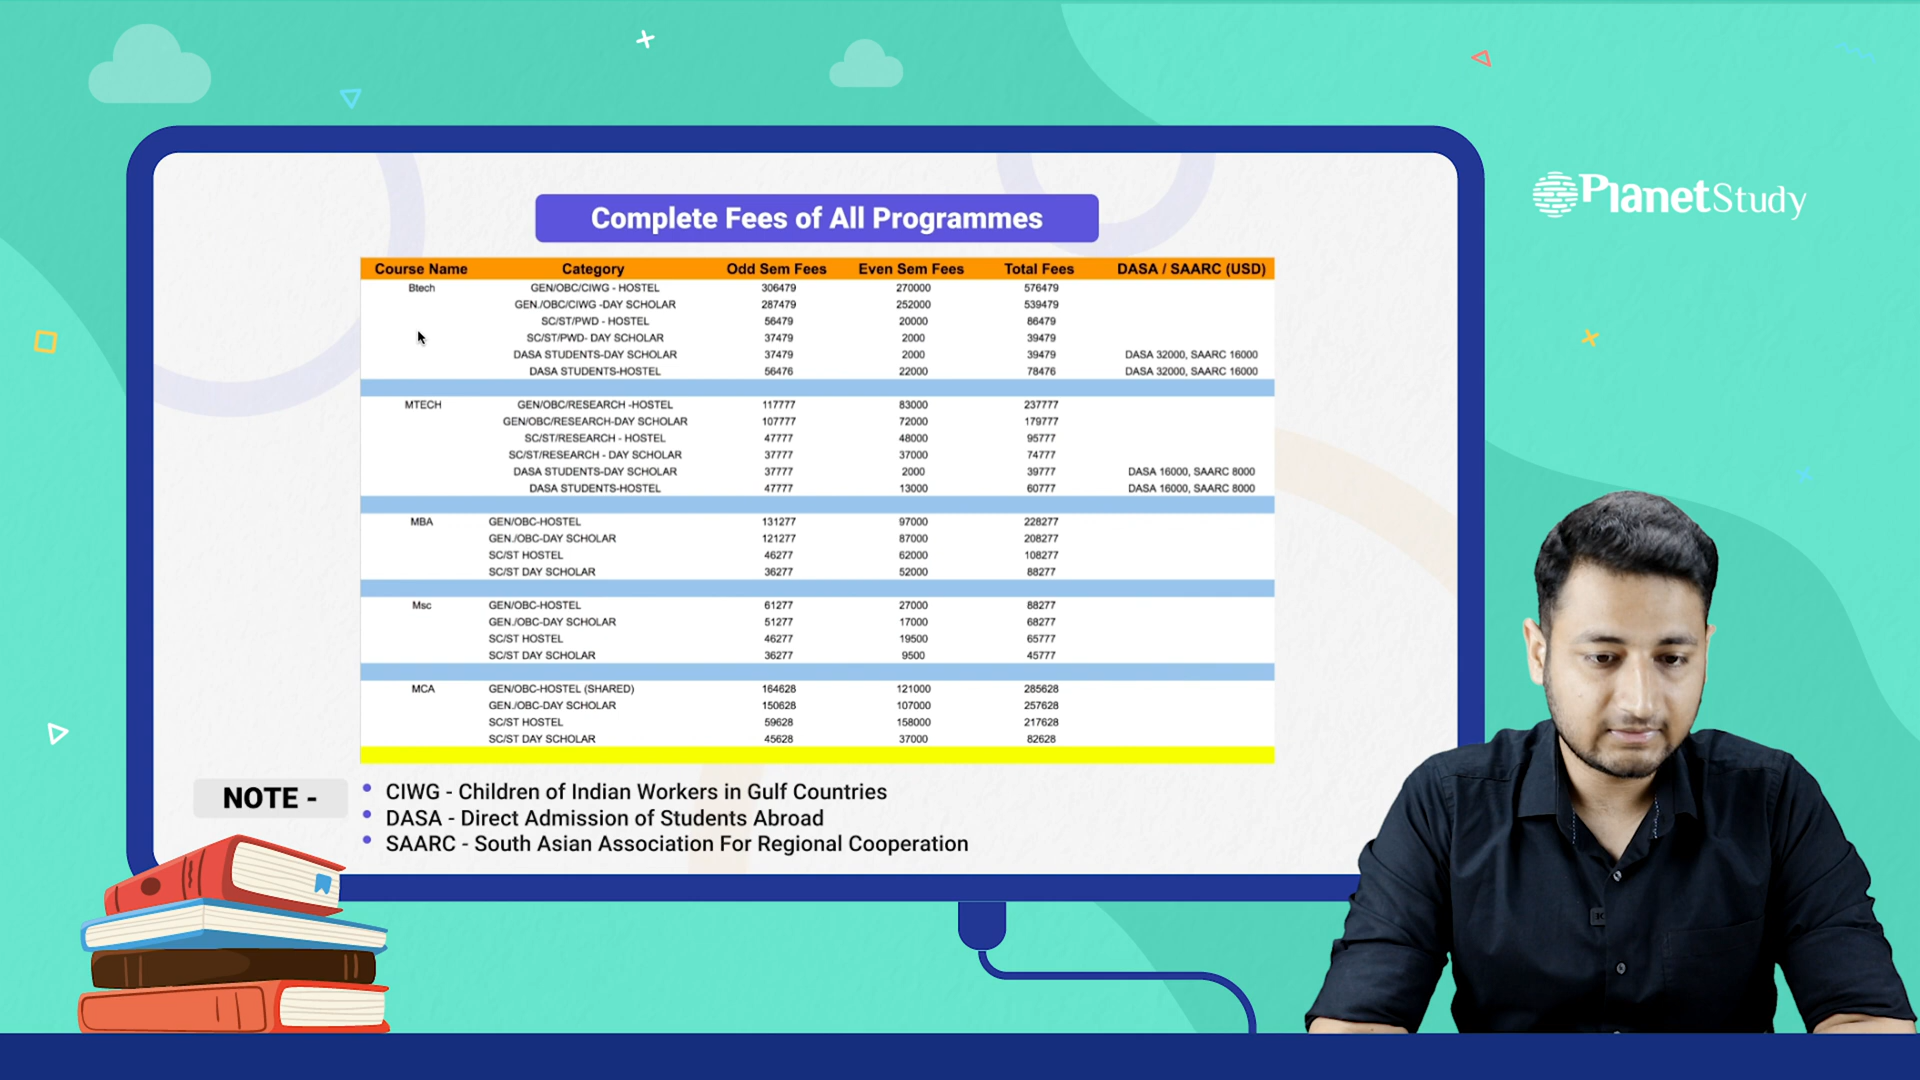 PlanetStudy
Complete Fees of All Programmes
Course Name Category Odd Sem Fees Even Sem Fees Total Fees DASA / SAARC (USD)
Btech GEN/OBC/CIWG - HOSTEL 306479 270000 576479
GEN./OBC/CIWG -DAY SCHOLAR 287479 252000 539479
SC/ST/PWD - HOSTEL 56479 20000 86479
SC/ST/PWD- DAY SCHOLAR 37479 2000 39479
DASA STUDENTS-DAY SCHOLAR 37479 2000 39479 DASA 32000, SAARC 16000
DASA STUDENTS-HOSTEL 56476 22000 78476 DASA 32000, SAARC 16000
MTECH GEN/OBC/RESEARCH -HOSTEL 117777 83000 237777
GEN/OBC/RESEARCH-DAY SCHOLAR 107777 72000 179777
SC/ST/RESEARCH - HOSTEL 47777 48000 95777
SC/ST/RESEARCH - DAY SCHOLAR 37777 37000 74777
DASA STUDENTS-DAY SCHOLAR 37777 2000 39777 DASA 16000, SAARC 8000
DASA STUDENTS-HOSTEL 47777 13000 60777 DASA 16000, SAARC 8000
MBA GEN/OBC-HOSTEL 131277 97000 228277
GEN./OBC-DAY SCHOLAR 121277 87000 208277
SC/ST HOSTEL 46277 62000 108277
SC/ST DAY SCHOLAR 36277 52000 88277
Msc GEN/OBC-HOSTEL 61277 27000 88277
GEN./OBC-DAY SCHOLAR 51277 17000 68277
SC/ST HOSTEL 46277 19500 65777
SC/ST DAY SCHOLAR 36277 9500 45777
MCA GEN/OBC-HOSTEL (SHARED) 164628 121000 285628
GEN./OBC-DAY SCHOLAR 150628 107000 257628
SC/ST HOSTEL 59628 158000 217628
SC/ST DAY SCHOLAR 45628 37000 82628
NOTE -
• CIWG - Children of Indian Workers in Gulf Countries
• DASA - Direct Admission of Students Abroad
• SAARC - South Asian Association For Regional Cooperation